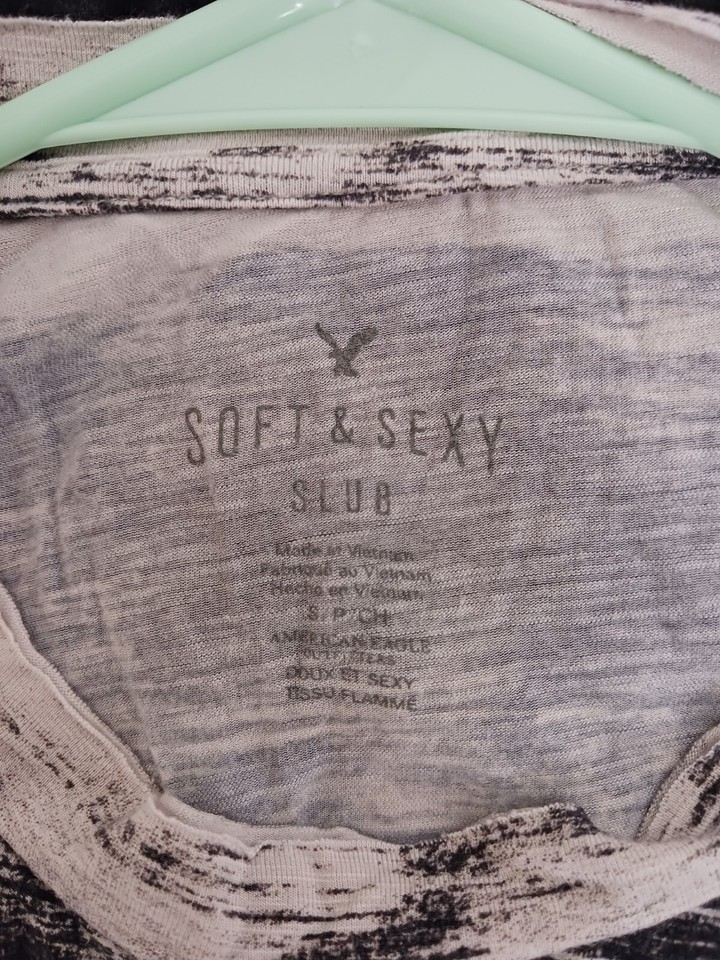 SOFT & SEXY
SLUB
Made in Vietnam
Fabriqué au Vietnam
Hecho en Vietnam
S/P/CH
AMERICAN EAGLE
OUTFITTERS
DOUX ET SEXY
TISSU FLAMMÉ